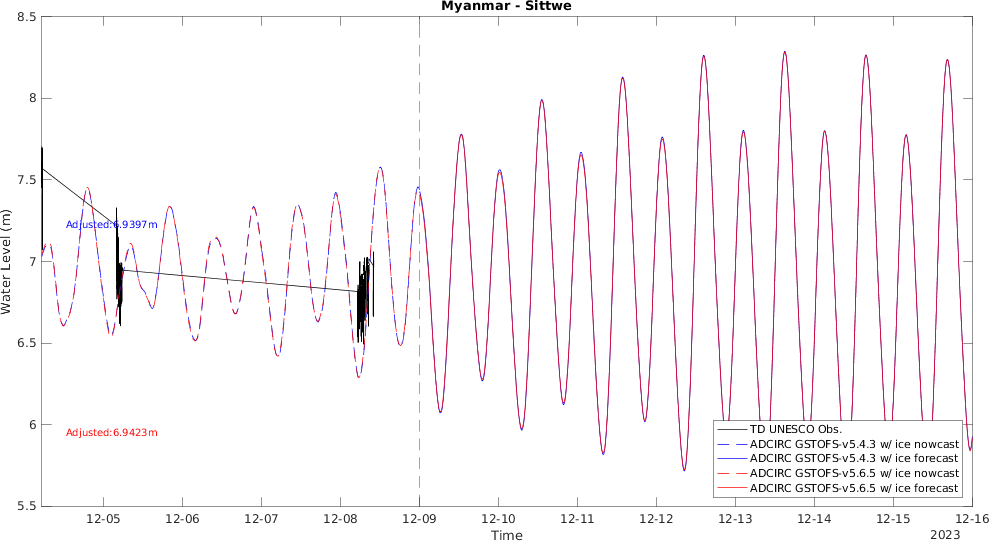 Myanmar - Sittwe
8.5
8
7.5
7
6.5
6
5.5
Water Level (m)
Adjusted:6.9397m
Adjusted:6.9423m
TD UNESCO Obs.
ADCIRC GSTOFS-v5.4.3 w/ ice nowcast
ADCIRC GSTOFS-v5.4.3 w/ ice forecast
ADCIRC GSTOFS-v5.6.5 w/ ice nowcast
ADCIRC GSTOFS-v5.6.5 w/ ice forecast
12-05 12-06 12-07 12-08 12-09 12-10 12-11 12-12 12-13 12-14 12-15 12-16
Time
2023